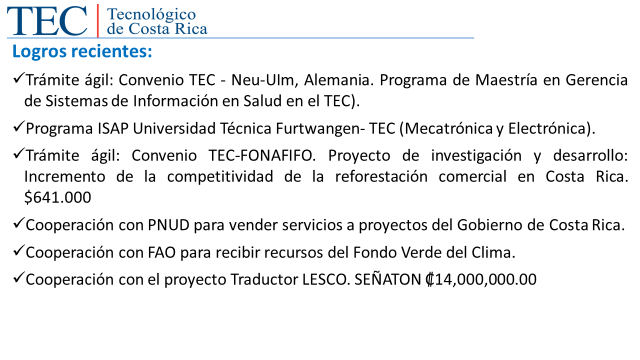 TEC Tecnológico
de Costa Rica
Logros recientes:
✓Trámite ágil: Convenio TEC - Neu-Ulm, Alemania. Programa de Maestría en Gerencia
de Sistemas de Información en Salud en el TEC).
✓Programa ISAP Universidad Técnica Furtwangen- TEC (Mecatrónica y Electrónica).
✓Trámite ágil: Convenio TEC-FONAFIFO. Proyecto de investigación y desarrollo:
Incremento de la competitividad de la reforestación comercial en Costa Rica.
$641.000
✓Cooperación con PNUD para vender servicios a proyectos del Gobierno de Costa Rica.
✓Cooperación con FAO para recibir recursos del Fondo Verde del Clima.
✓Cooperación con el proyecto Traductor LESCO. SEÑATON ₡14,000,000.00